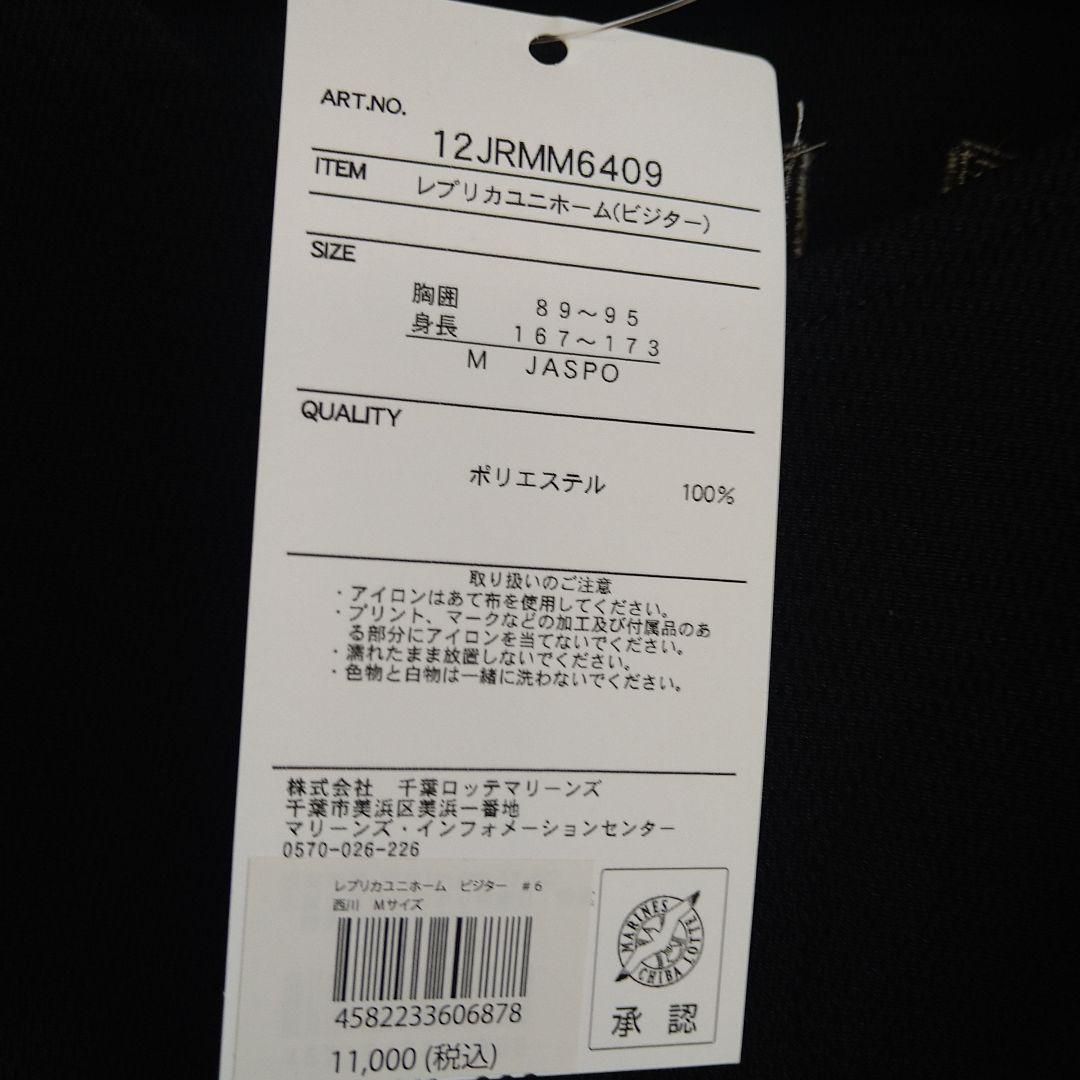 ART.NO.
12JRMM6409
ITEM
レプリカユニホーム(ビジター)
SIZE
胸囲 89～95
身長 167～173
M JASPO
QUALITY
ポリエステル 100%
取り扱いのご注意
・アイロンはあて布を使用してください。
・プリント、マークなどの加工及び付属品のあ
る部分にアイロンを当てないでください。
・濡れたまま放置しないでください。
・色物と白物は一緒に洗わないでください。
株式会社 千葉ロッテマリーンズ
千葉市美浜区美浜一番地
マリーンズ・インフォメーションセンター
0570-026-226
レプリカユニホーム ビジター #6
西川 Mサイズ
4582233606878
11,000 (税込)
MARINES
CHIBA LOTTE
承認